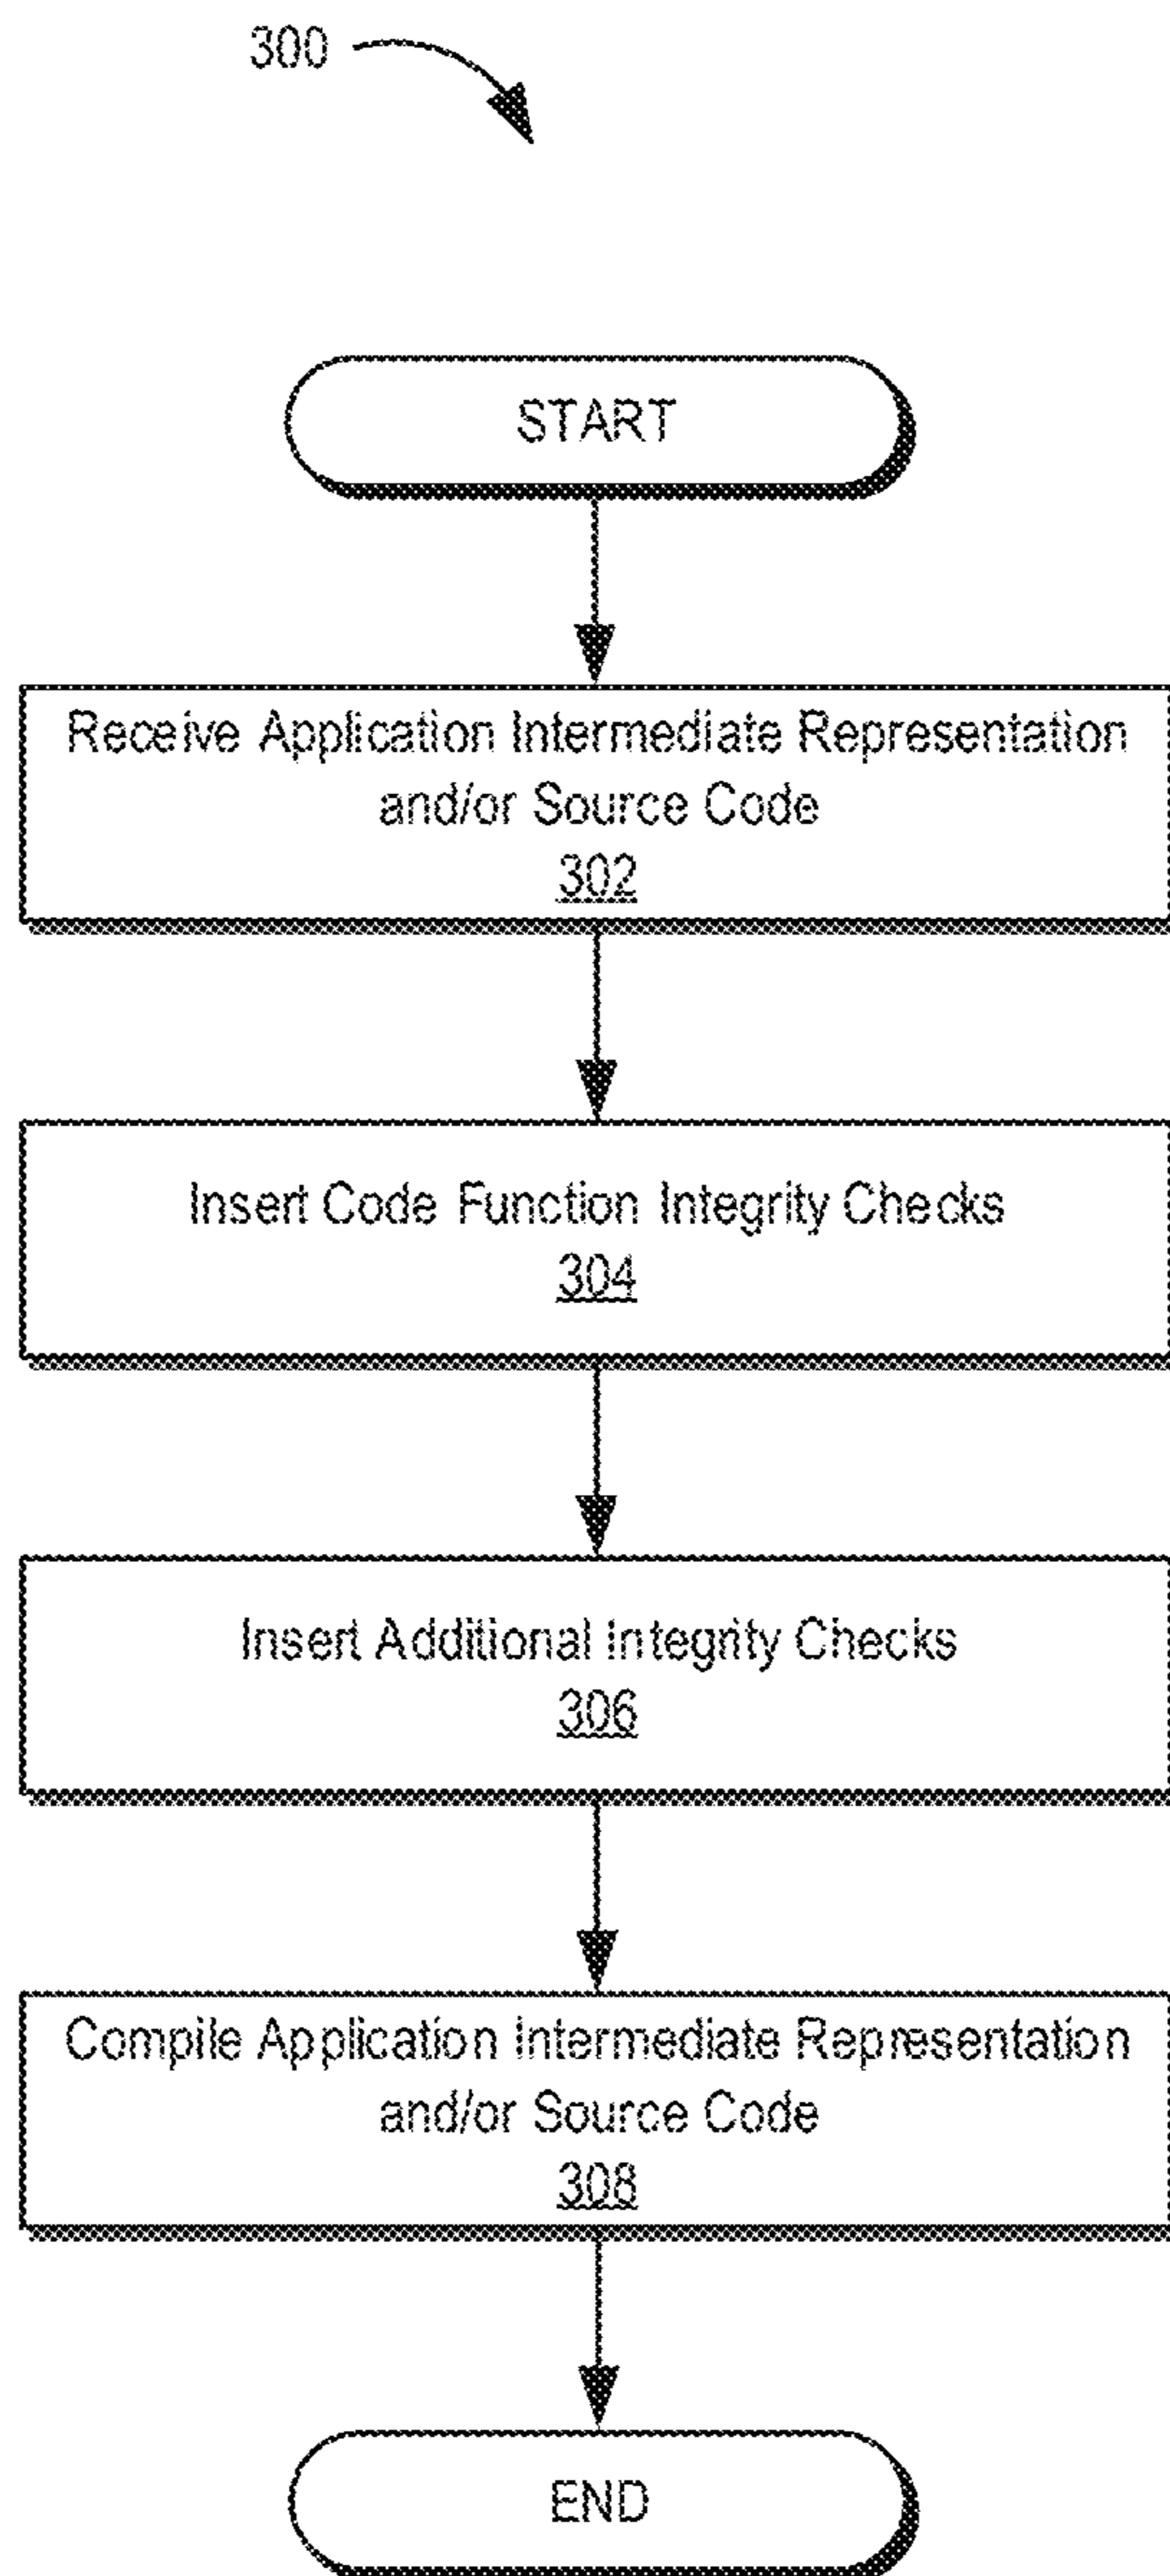 300
START
Receive Application Intermediate Representation
and/or Source Code
302
Insert Code Function Integrity Checks
304
Insert Additional Integrity Checks
306
Compile Application Intermediate Representation
and/or Source Code
308
END